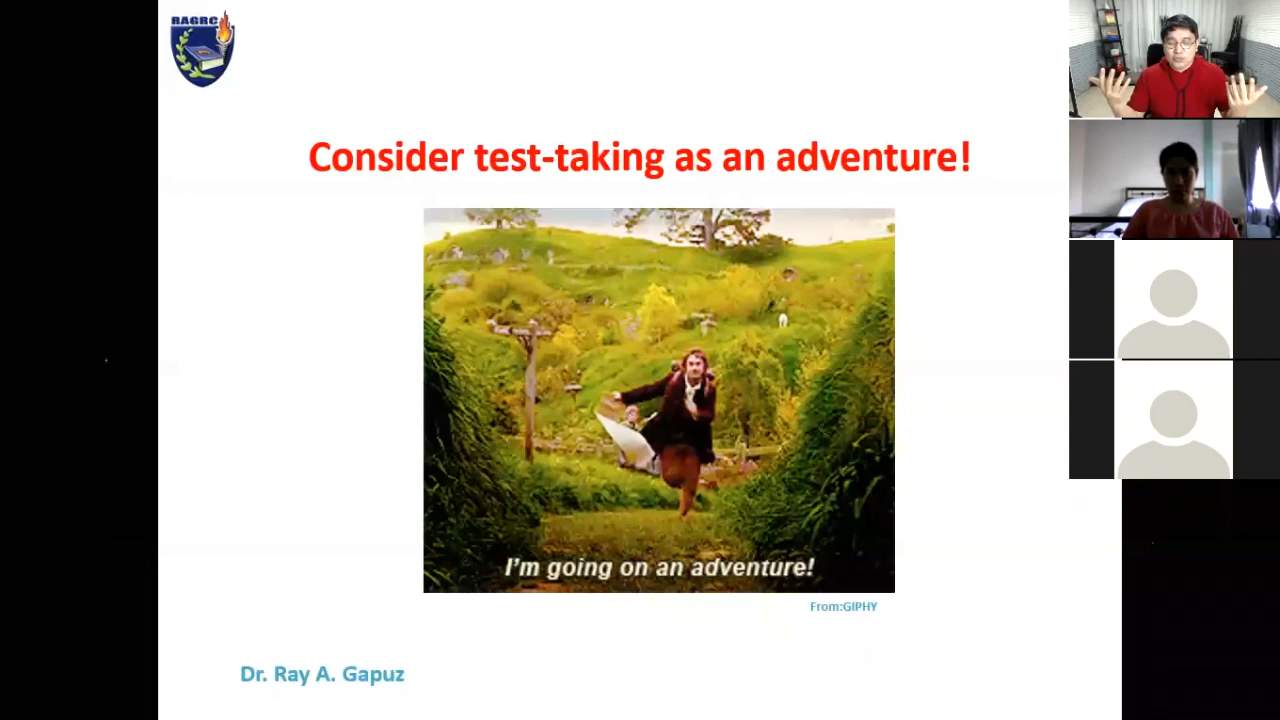 RAGRC
Consider test-taking as an adventure!
I'm going on an adventure!
From:GIPHY
Dr. Ray A. Gapuz